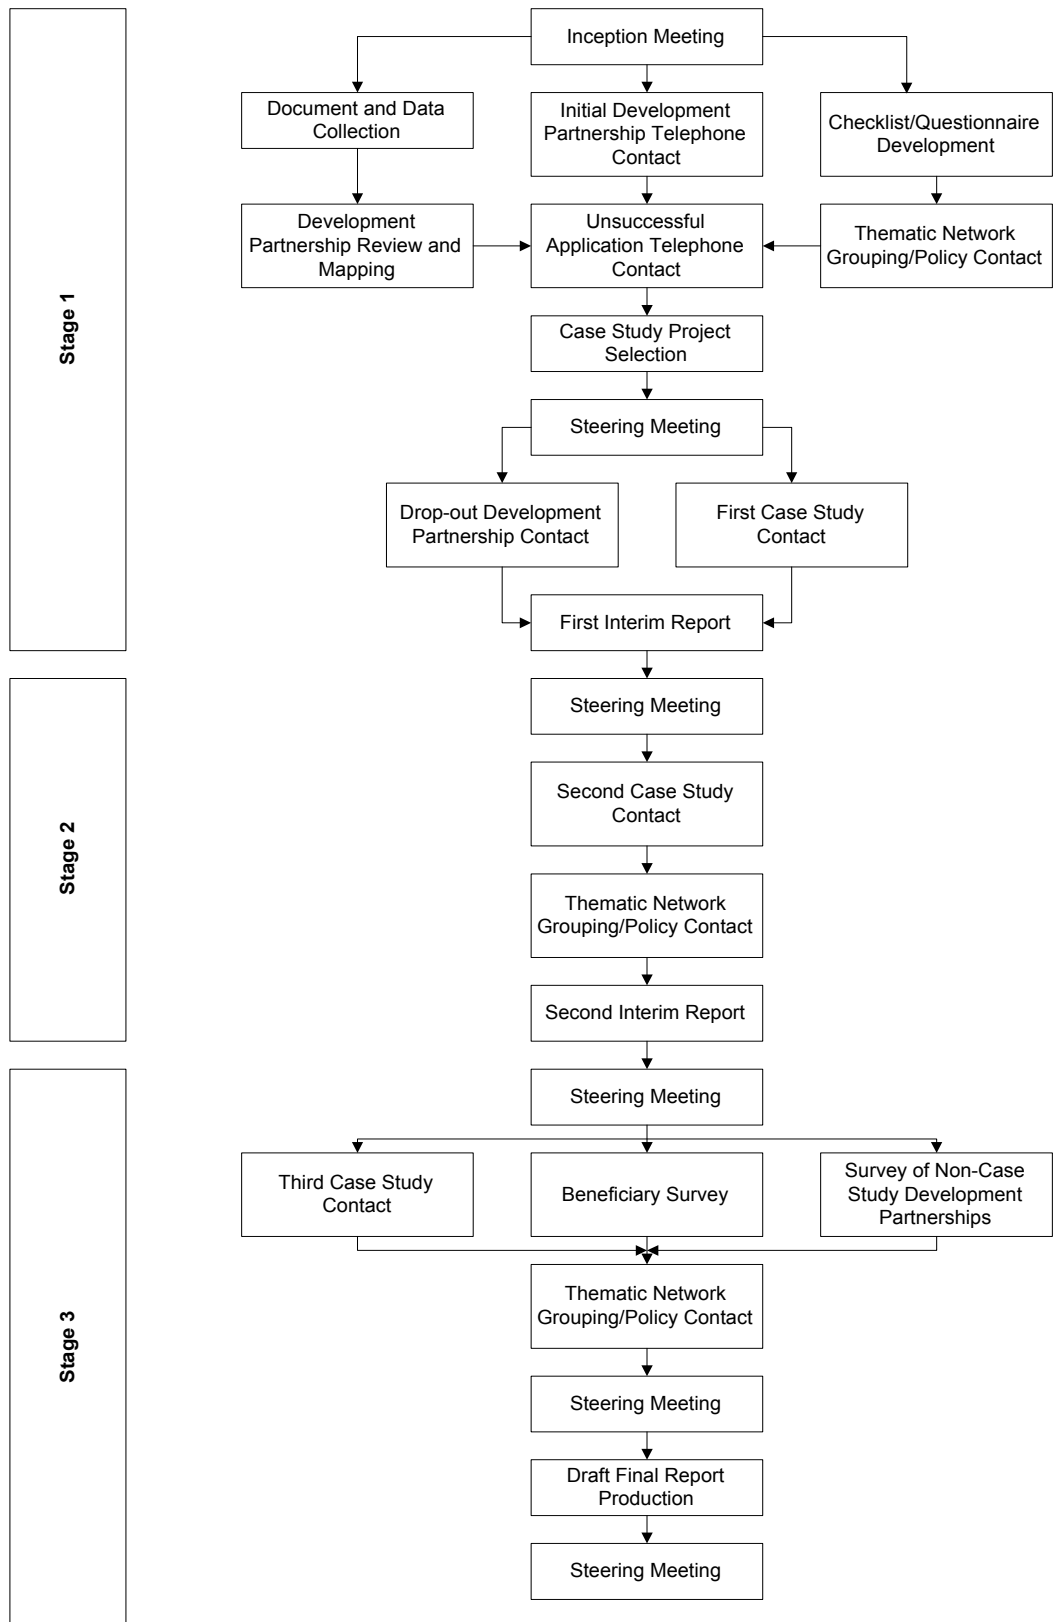 Stage 1
Inception Meeting
Document and Data
Collection
Initial Development
Partnership Telephone
Contact
Checklist/Questionnaire
Development
Development
Partnership Review and
Mapping
Unsuccessful
Application Telephone
Contact
Thematic Network
Grouping/Policy Contact
Case Study Project
Selection
Steering Meeting
Drop-out Development
Partnership Contact
First Case Study
Contact
First Interim Report
Stage 2
Steering Meeting
Second Case Study
Contact
Thematic Network
Grouping/Policy Contact
Second Interim Report
Stage 3
Steering Meeting
Third Case Study
Contact
Beneficiary Survey
Survey of Non-Case
Study Development
Partnerships
Thematic Network
Grouping/Policy Contact
Steering Meeting
Draft Final Report
Production
Steering Meeting